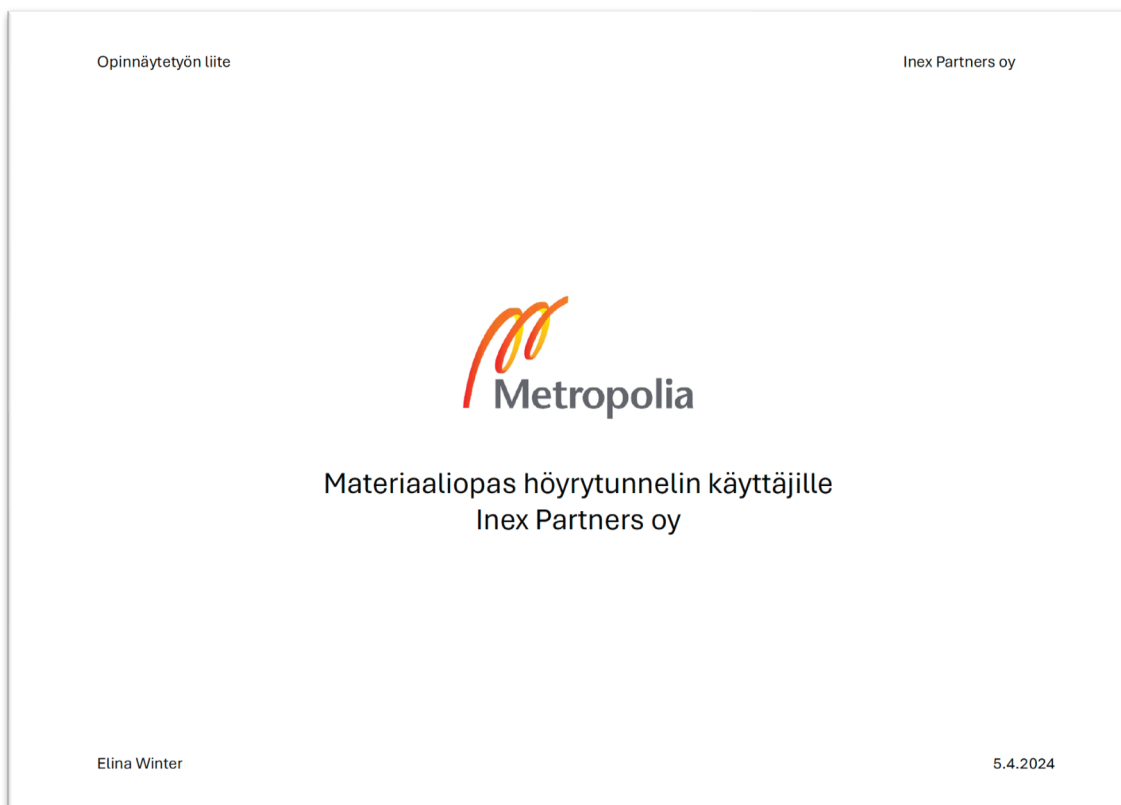 Opinnäytetyön liite
Inex Partners oy
Metropolia
Materiaaliopas höyrytunnelin käyttäjille
Inex Partners oy
Elina Winter
5.4.2024